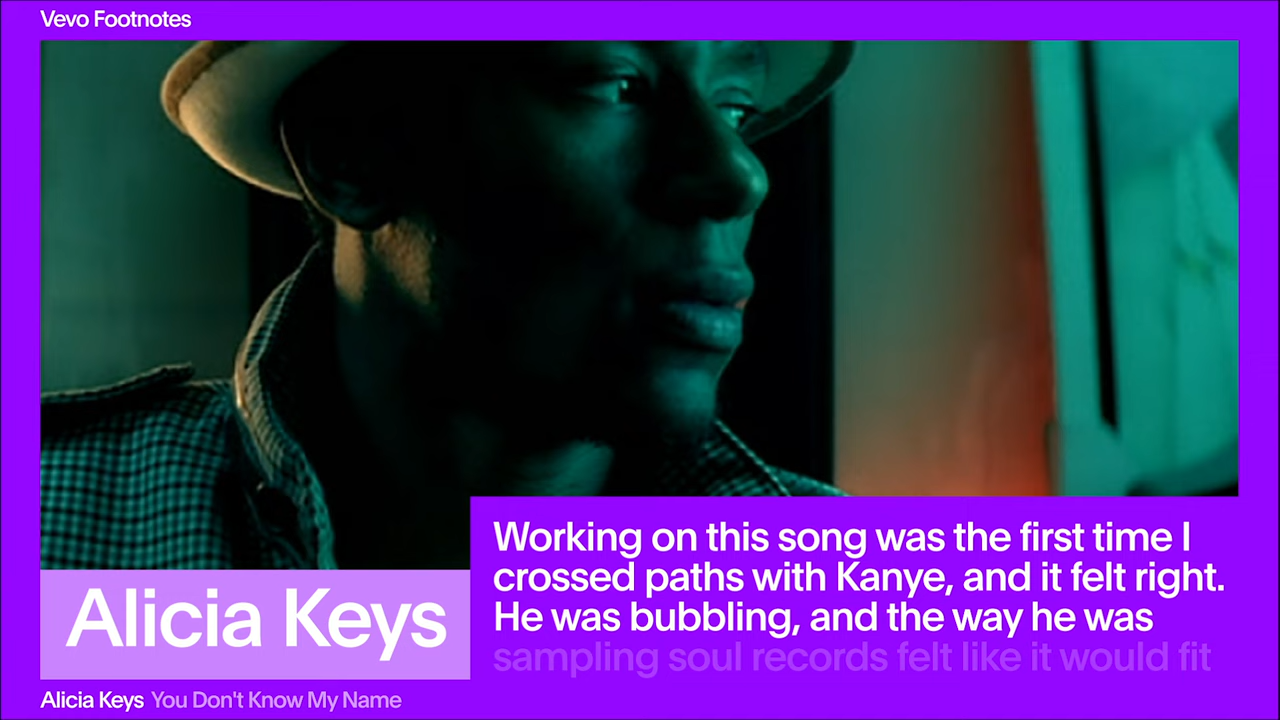 Vevo Footnotes
Working on this song was the first time I
crossed paths with Kanye, and it felt right.
He was bubbling, and the way he was
sampling soul records felt like it would fit
Alicia Keys
Alicia Keys You Don't Know My Name